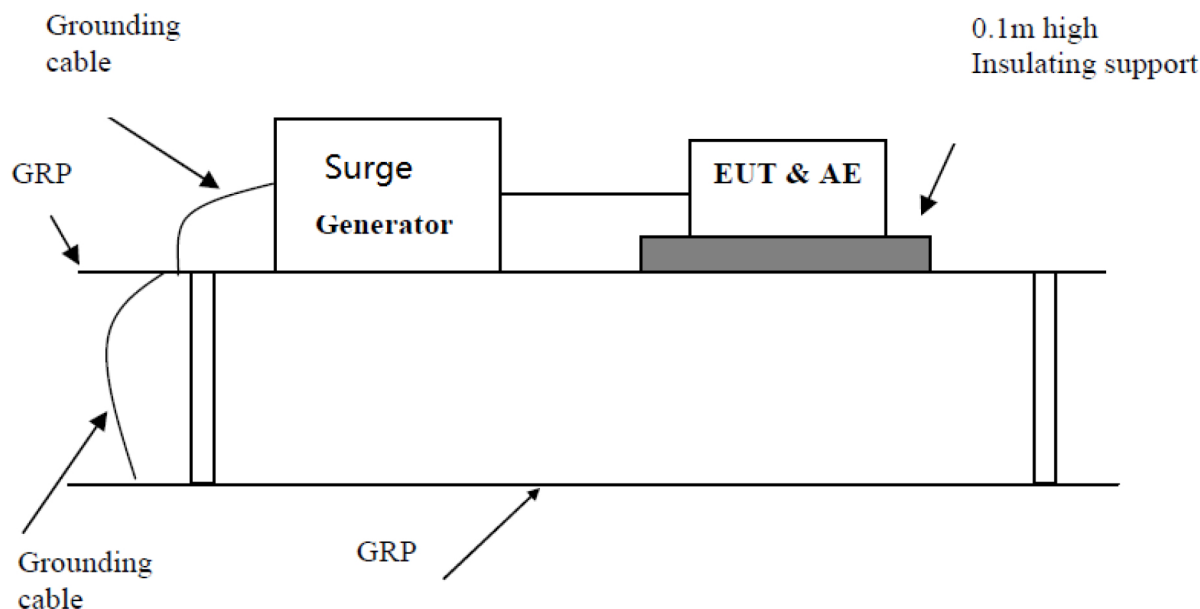 Grounding
cable
0.1m high
Insulating support
GRP
Surge
Generator
EUT & AE
Grounding
cable
GRP